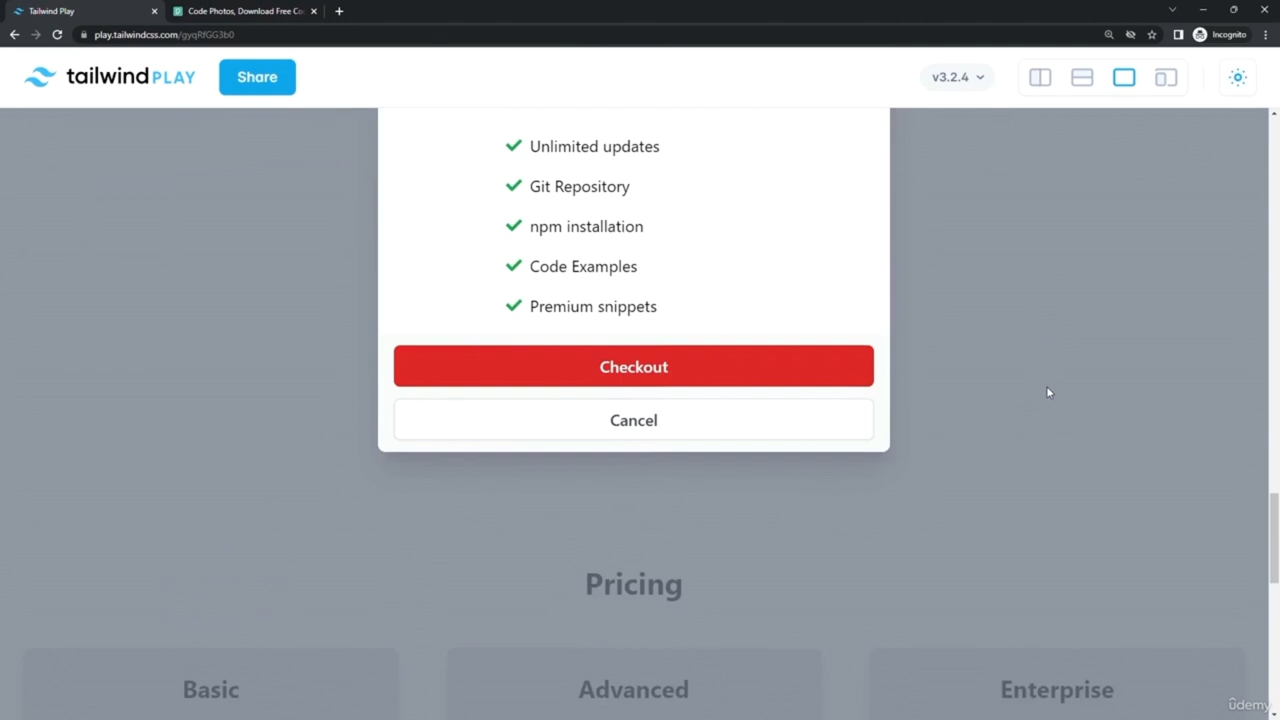 Tailwind Play
Code Photos, Download Free Co
play.tailwindcss.com/gyqRfGG3b0
Incognito
tailwind PLAY
Share
v3.2.4
Unlimited updates
Git Repository
npm installation
Code Examples
Premium snippets
Checkout
Cancel
Pricing
Basic
Advanced
Enterprise
ûdemy